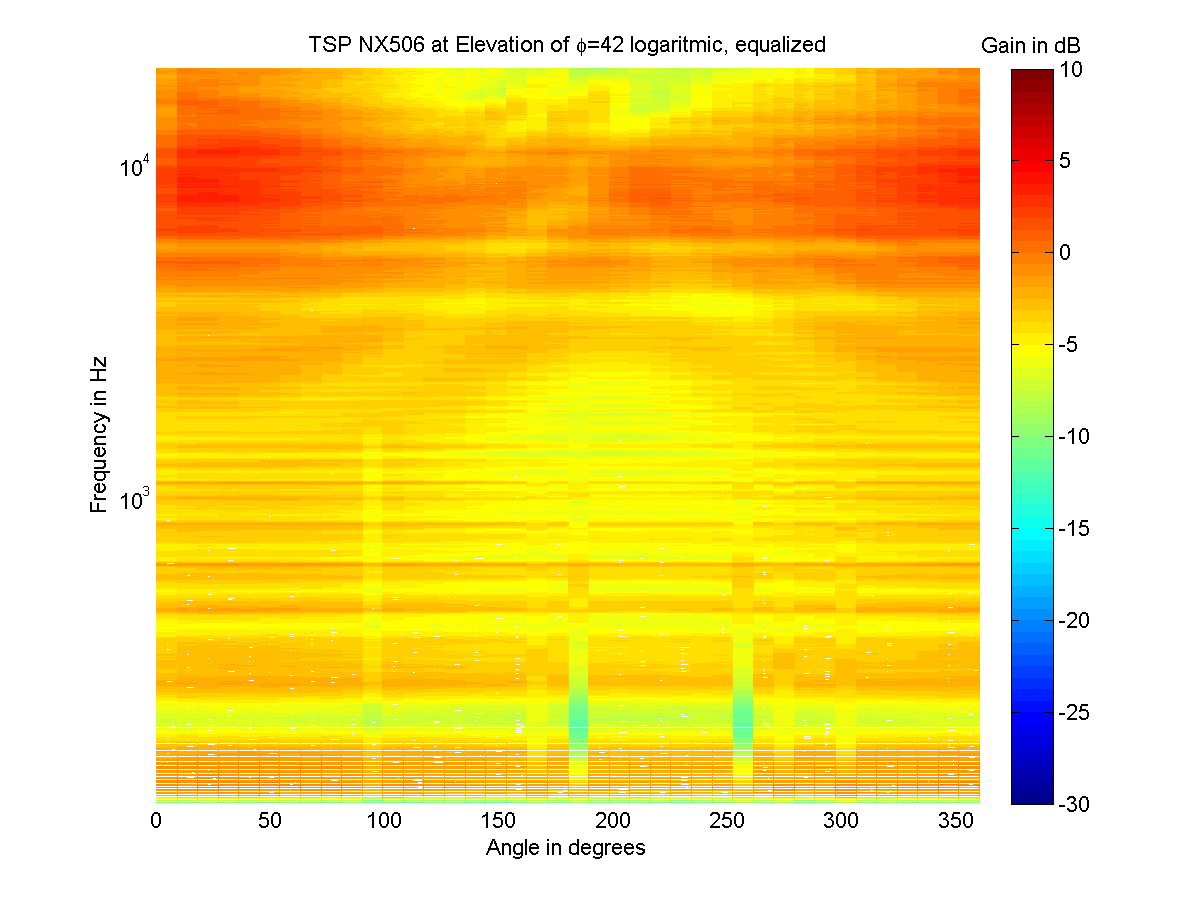 TSP NX506 at Elevation of ϕ=42 logaritmic, equalized
Gain in dB
10
5
0
-5
-10
-15
-20
-25
-30
Frequency in Hz
10^4
10^3
0 50 100 150 200 250 300 350
Angle in degrees